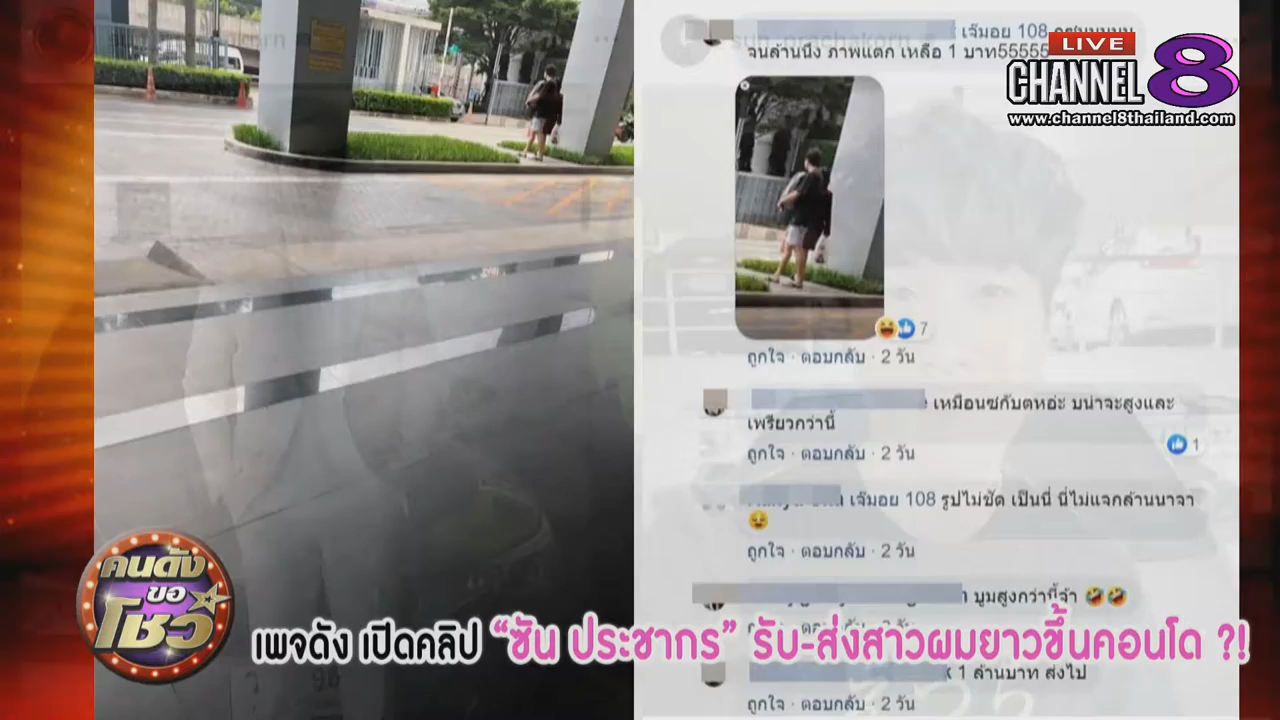 เจ๊มอย 108
จนล้านนึง ภาพแตก เหลือ 1 บาท55555
LIVE
CHANNEL 8
www.channel8thailand.com
7
ถูกใจ · ตอบกลับ · 2 วัน
เหมือนซกับตหอ่ะ บน่าจะสูงและ
เพรียวกว่านี้
1
ถูกใจ · ตอบกลับ · 2 วัน
เจ๊มอย 108 รูปไม่ชัด เป็นนี่ นี่ไม่แจกล้านนาจา
ถูกใจ · ตอบกลับ · 2 วัน
บูมสูงกว่านี้จ้า
1 ล้านบาท ส่งไป
ถูกใจ · ตอบกลับ · 2 วัน
คนดัง
ขอ
โชว์
เพจดัง เปิดคลิป “ซัน ประชากร” รับ-ส่งสาวผมยาวขึ้นคอนโด ?!